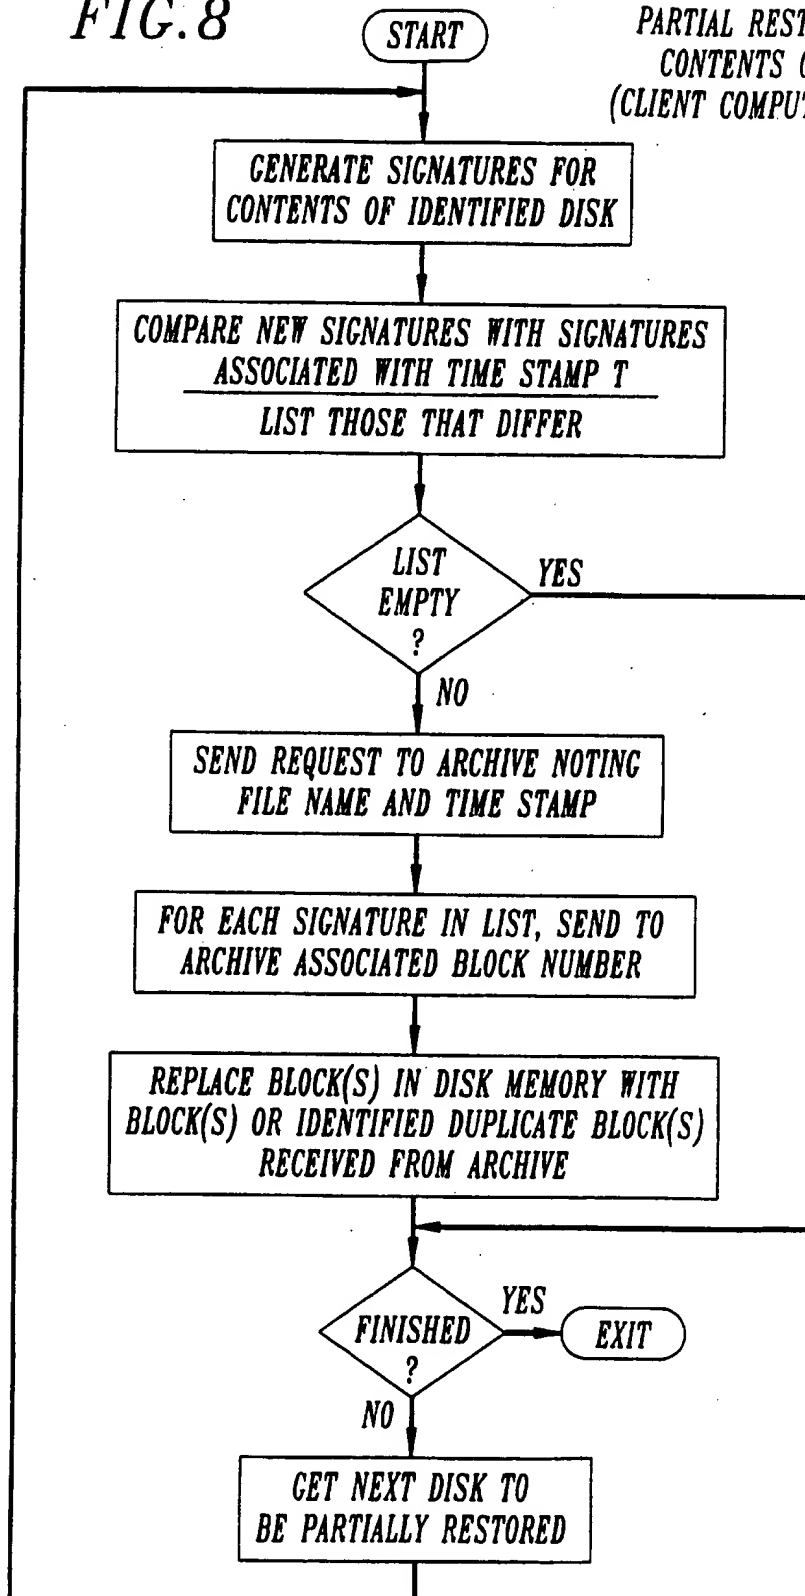 FIG.8
START
PARTIAL REST
CONTENTS
(CLIENT COMPUT
GENERATE SIGNATURES FOR
CONTENTS OF IDENTIFIED DISK
COMPARE NEW SIGNATURES WITH SIGNATURES
ASSOCIATED WITH TIME STAMP T
LIST THOSE THAT DIFFER
LIST
EMPTY
?
YES
NO
SEND REQUEST TO ARCHIVE NOTING
FILE NAME AND TIME STAMP
FOR EACH SIGNATURE IN LIST, SEND TO
ARCHIVE ASSOCIATED BLOCK NUMBER
REPLACE BLOCK(S) IN DISK MEMORY WITH
BLOCK(S) OR IDENTIFIED DUPLICATE BLOCK(S)
RECEIVED FROM ARCHIVE
FINISHED
?
YES
EXIT
NO
GET NEXT DISK TO
BE PARTIALLY RESTORED